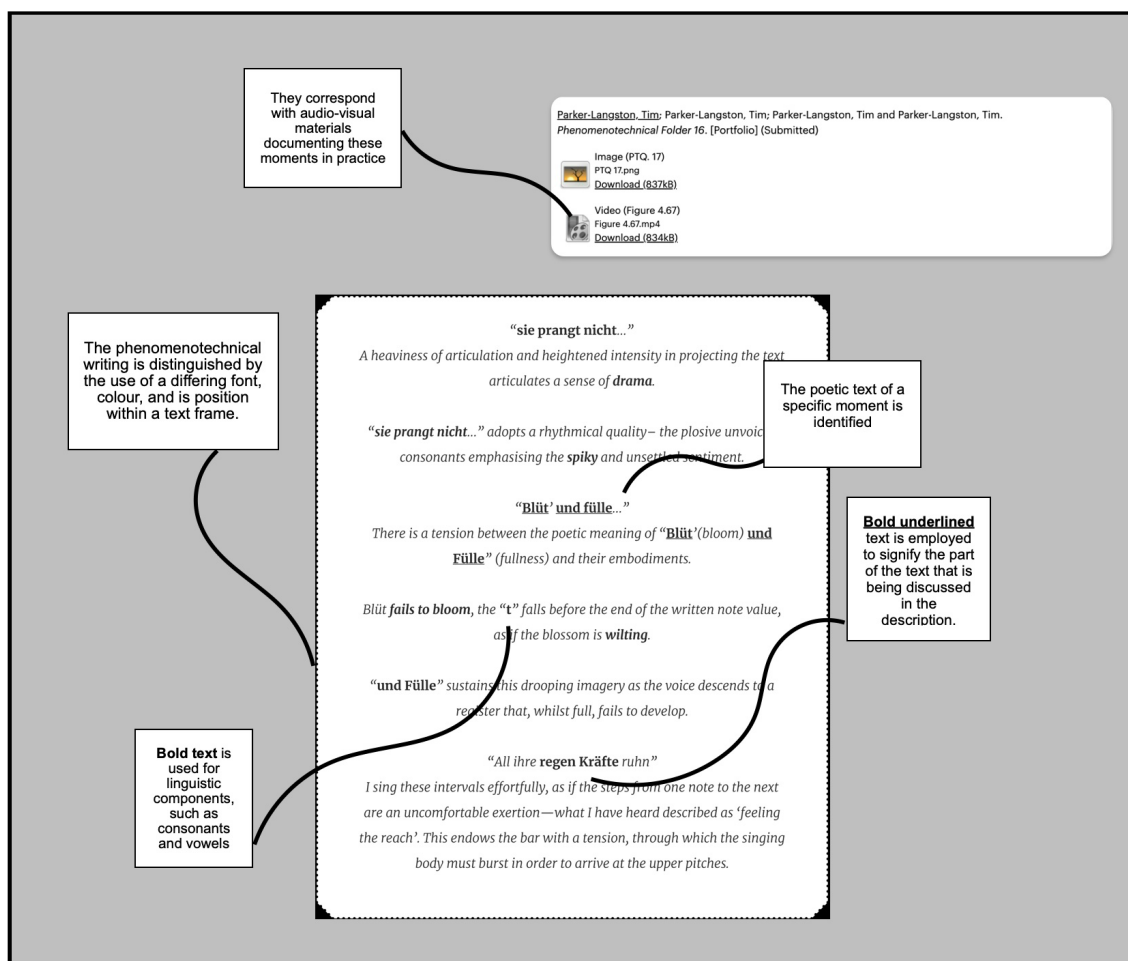 They correspond
with audio-visual
materials
documenting these
moments in practice
Parker-Langston, Tim; Parker-Langston, Tim; Parker-Langston, Tim and Parker-Langston, Tim.
Phenomenotechnical Folder 16. [Portfolio] (Submitted)
Image (PTQ. 17)
PTQ 17.png
Download (837kB)
Video (Figure 4.67)
Figure 4.67.mp4
Download (834kB)
The phenomenotechnical
writing is distinguished by
the use of a differing font,
colour, and is position
within a text frame.
“sie prangt nicht…”
A heaviness of articulation and heightened intensity in projecting the text
articulates a sense of drama.
“sie prangt nicht…” adopts a rhythmical quality– the plosive unvoic
consonants emphasising the spiky and unsettled sentiment.
“Blüt’ und fülle…”
There is a tension between the poetic meaning of “Blüt’(bloom) und
Fülle” (fullness) and their embodiments.
Blüt fails to bloom, the “t” falls before the end of the written note value,
as if the blossom is wilting.
“und Fülle” sustains this drooping imagery as the voice descends to a
register that, whilst full, fails to develop.
“All ihre regen Kräfte ruhn”
I sing these intervals effortfully, as if the steps from one note to the next
are an uncomfortable exertion—what I have heard described as ‘feeling
the reach’. This endows the bar with a tension, through which the singing
body must burst in order to arrive at the upper pitches.
The poetic text of a
specific moment is
identified
Bold underlined
text is employed
to signify the part
of the text that is
being discussed
in the
description.
Bold text is
used for
linguistic
components,
such as
consonants
and vowels